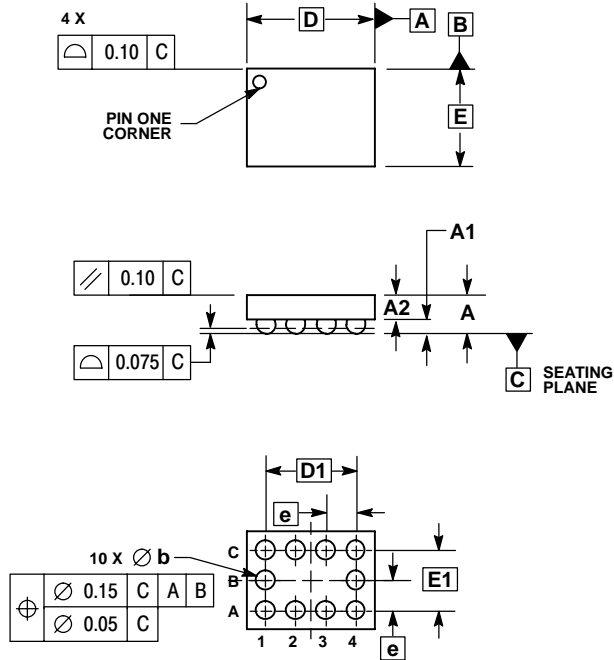 4 X
D
A
B
⌓ 0.10 C
PIN ONE
CORNER
E
A1
⫽ 0.10 C
A2
A
⌓ 0.075 C
C
SEATING
PLANE
D1
e
10 X ∅ b
C
B
A
E1
⌖ ∅ 0.15 C A B
∅ 0.05 C
1 2 3 4
e